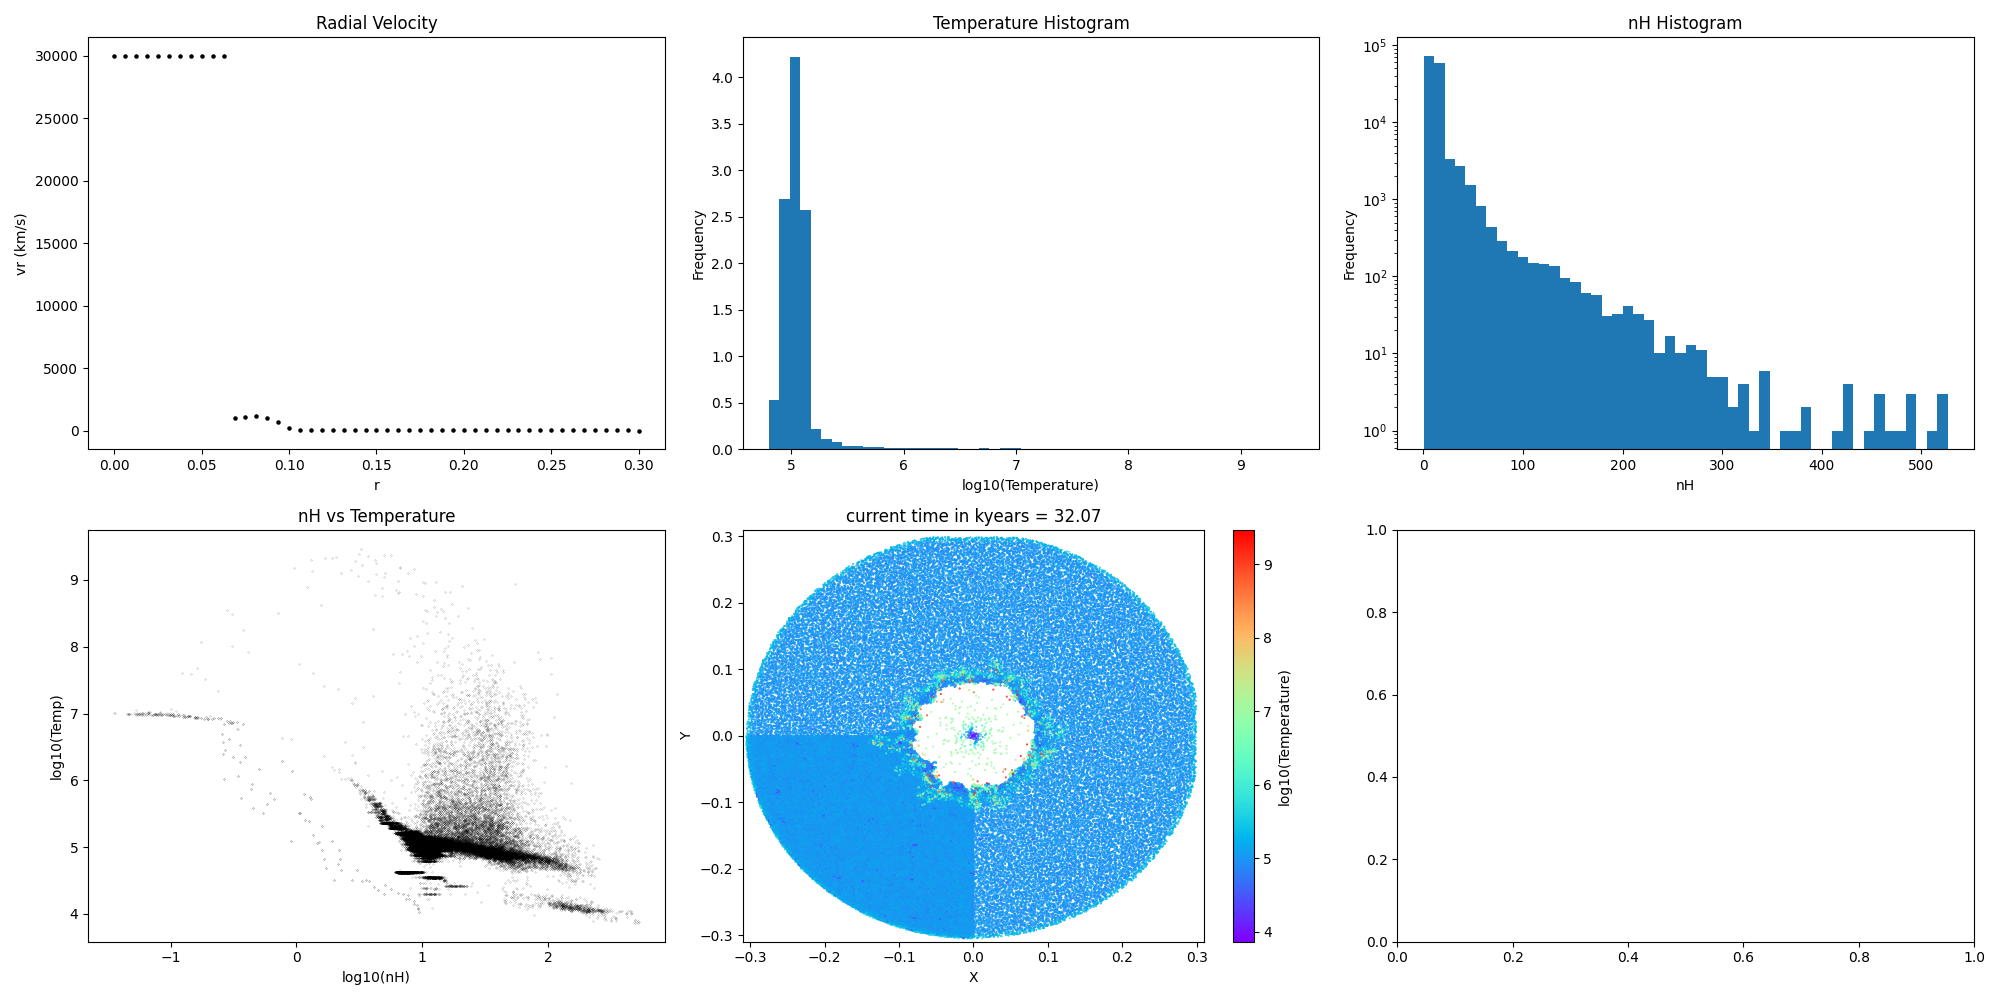 Radial Velocity
30000
25000
20000
15000
10000
5000
0
vr (km/s)
0.00 0.05 0.10 0.15 0.20 0.25 0.30
r
Temperature Histogram
4.0
3.5
3.0
2.5
2.0
1.5
1.0
0.5
0.0
Frequency
5 6 7 8 9
log10(Temperature)
nH Histogram
10^5
10^4
10^3
10^2
10^1
10^0
Frequency
0 100 200 300 400 500
nH
nH vs Temperature
9
8
7
6
5
4
log10(Temp)
−1 0 1 2
log10(nH)
current time in kyears = 32.07
0.3
0.2
0.1
0.0
−0.1
−0.2
−0.3
Y
−0.3 −0.2 −0.1 0.0 0.1 0.2 0.3
X
9
8
7
6
5
4
log10(Temperature)
1.0
0.8
0.6
0.4
0.2
0.0
0.0 0.2 0.4 0.6 0.8 1.0